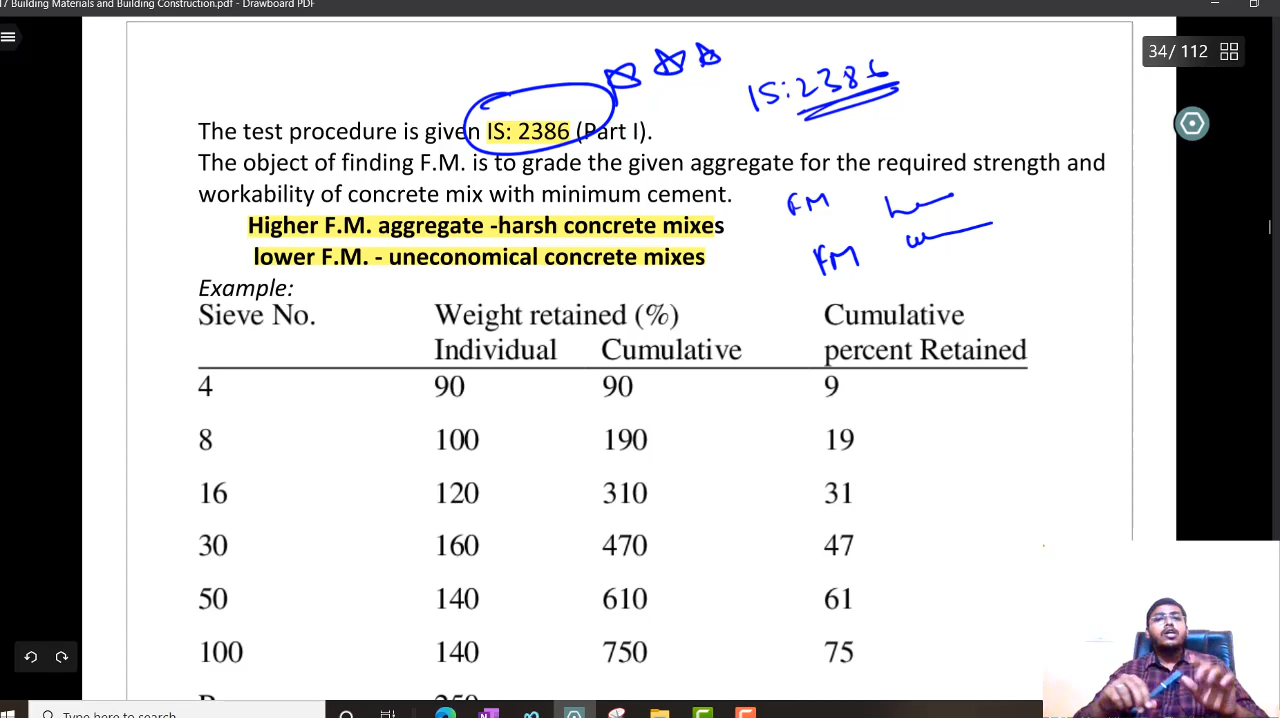 17 Building Materials and Building Construction.pdf - Drawboard PDF
34 / 112
IS: 2386
The test procedure is given IS: 2386 (Part I).
The object of finding F.M. is to grade the given aggregate for the required strength and
workability of concrete mix with minimum cement.
FM
Higher F.M. aggregate -harsh concrete mixes
lower F.M. - uneconomical concrete mixes
FM
Example:
Sieve No. Weight retained (%) Cumulative
Individual Cumulative percent Retained
4 90 90 9
8 100 190 19
16 120 310 31
30 160 470 47
50 140 610 61
100 140 750 75
Type here to search